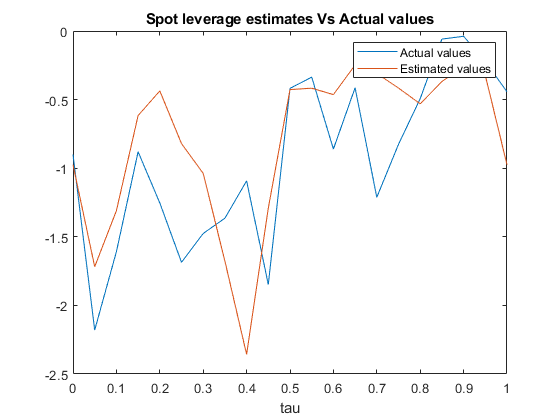 Spot leverage estimates Vs Actual values
Actual values
Estimated values
0
-0.5
-1
-1.5
-2
-2.5
0 0.1 0.2 0.3 0.4 0.5 0.6 0.7 0.8 0.9 1
tau